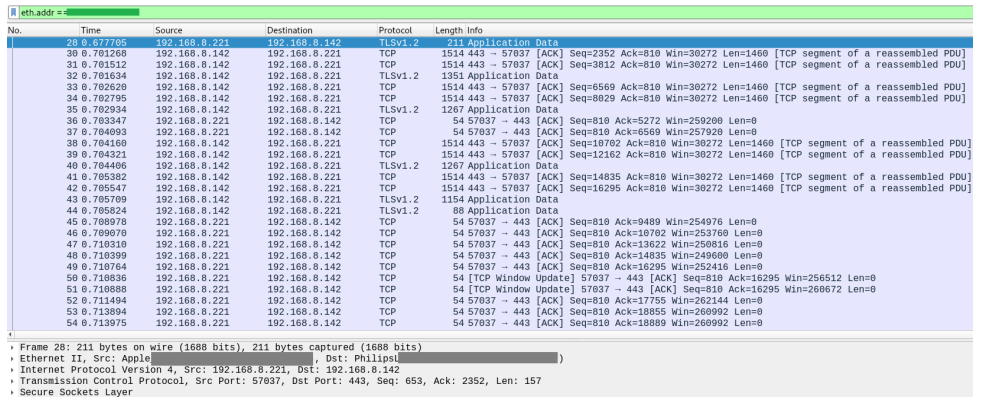 eth.addr ==
No. Time Source Destination Protocol Length Info
28 0.677705 192.168.8.221 192.168.8.142 TLSv1.2 211 Application Data
30 0.701268 192.168.8.142 192.168.8.221 TCP 1514 443 → 57037 [ACK] Seq=2352 Ack=810 Win=30272 Len=1460 [TCP segment of a reassembled PDU]
31 0.701512 192.168.8.142 192.168.8.221 TCP 1514 443 → 57037 [ACK] Seq=3812 Ack=810 Win=30272 Len=1460 [TCP segment of a reassembled PDU]
32 0.701634 192.168.8.142 192.168.8.221 TLSv1.2 1351 Application Data
33 0.702620 192.168.8.142 192.168.8.221 TCP 1514 443 → 57037 [ACK] Seq=6569 Ack=810 Win=30272 Len=1460 [TCP segment of a reassembled PDU]
34 0.702795 192.168.8.142 192.168.8.221 TCP 1514 443 → 57037 [ACK] Seq=8029 Ack=810 Win=30272 Len=1460 [TCP segment of a reassembled PDU]
35 0.702934 192.168.8.142 192.168.8.221 TLSv1.2 1267 Application Data
36 0.703347 192.168.8.221 192.168.8.142 TCP 54 57037 → 443 [ACK] Seq=810 Ack=5272 Win=259200 Len=0
37 0.704093 192.168.8.221 192.168.8.142 TCP 54 57037 → 443 [ACK] Seq=810 Ack=6569 Win=257920 Len=0
38 0.704160 192.168.8.142 192.168.8.221 TCP 1514 443 → 57037 [ACK] Seq=10702 Ack=810 Win=30272 Len=1460 [TCP segment of a reassembled PDU]
39 0.704321 192.168.8.142 192.168.8.221 TCP 1514 443 → 57037 [ACK] Seq=12162 Ack=810 Win=30272 Len=1460 [TCP segment of a reassembled PDU]
40 0.704406 192.168.8.142 192.168.8.221 TLSv1.2 1267 Application Data
41 0.705382 192.168.8.142 192.168.8.221 TCP 1514 443 → 57037 [ACK] Seq=14835 Ack=810 Win=30272 Len=1460 [TCP segment of a reassembled PDU]
42 0.705547 192.168.8.142 192.168.8.221 TCP 1514 443 → 57037 [ACK] Seq=16295 Ack=810 Win=30272 Len=1460 [TCP segment of a reassembled PDU]
43 0.705709 192.168.8.142 192.168.8.221 TLSv1.2 1154 Application Data
44 0.705824 192.168.8.142 192.168.8.221 TLSv1.2 88 Application Data
45 0.708978 192.168.8.221 192.168.8.142 TCP 54 57037 → 443 [ACK] Seq=810 Ack=9489 Win=254976 Len=0
46 0.709070 192.168.8.221 192.168.8.142 TCP 54 57037 → 443 [ACK] Seq=810 Ack=10702 Win=253760 Len=0
47 0.710310 192.168.8.221 192.168.8.142 TCP 54 57037 → 443 [ACK] Seq=810 Ack=13622 Win=250816 Len=0
48 0.710399 192.168.8.221 192.168.8.142 TCP 54 57037 → 443 [ACK] Seq=810 Ack=14835 Win=249600 Len=0
49 0.710764 192.168.8.221 192.168.8.142 TCP 54 57037 → 443 [ACK] Seq=810 Ack=16295 Win=252416 Len=0
50 0.710836 192.168.8.221 192.168.8.142 TCP 54 [TCP Window Update] 57037 → 443 [ACK] Seq=810 Ack=16295 Win=256512 Len=0
51 0.710888 192.168.8.221 192.168.8.142 TCP 54 [TCP Window Update] 57037 → 443 [ACK] Seq=810 Ack=16295 Win=260672 Len=0
52 0.711494 192.168.8.221 192.168.8.142 TCP 54 57037 → 443 [ACK] Seq=810 Ack=17755 Win=262144 Len=0
53 0.713894 192.168.8.221 192.168.8.142 TCP 54 57037 → 443 [ACK] Seq=810 Ack=18855 Win=260992 Len=0
54 0.713975 192.168.8.221 192.168.8.142 TCP 54 57037 → 443 [ACK] Seq=810 Ack=18889 Win=260992 Len=0
Frame 28: 211 bytes on wire (1688 bits), 211 bytes captured (1688 bits)
Ethernet II, Src: Apple , Dst: PhilipsL )
Internet Protocol Version 4, Src: 192.168.8.221, Dst: 192.168.8.142
Transmission Control Protocol, Src Port: 57037, Dst Port: 443, Seq: 653, Ack: 2352, Len: 157
Secure Sockets Layer